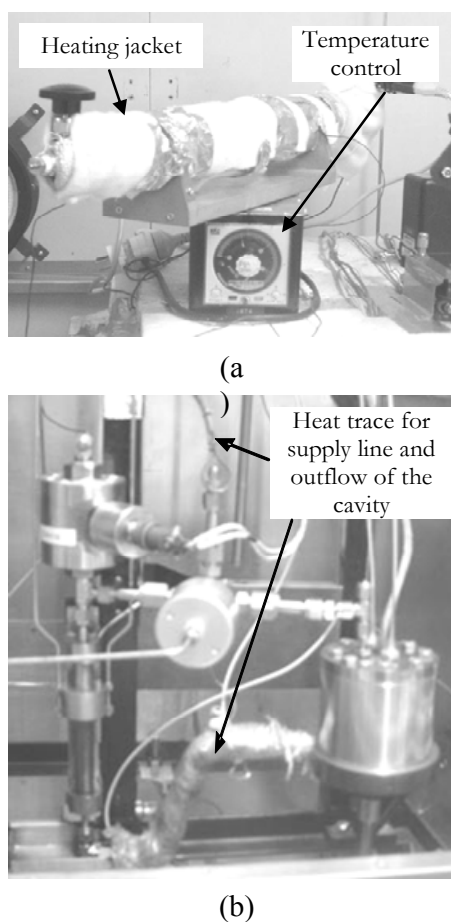 Heating jacket
Temperature
control
(a
)
Heat trace for
supply line and
outflow of the
cavity
(b)